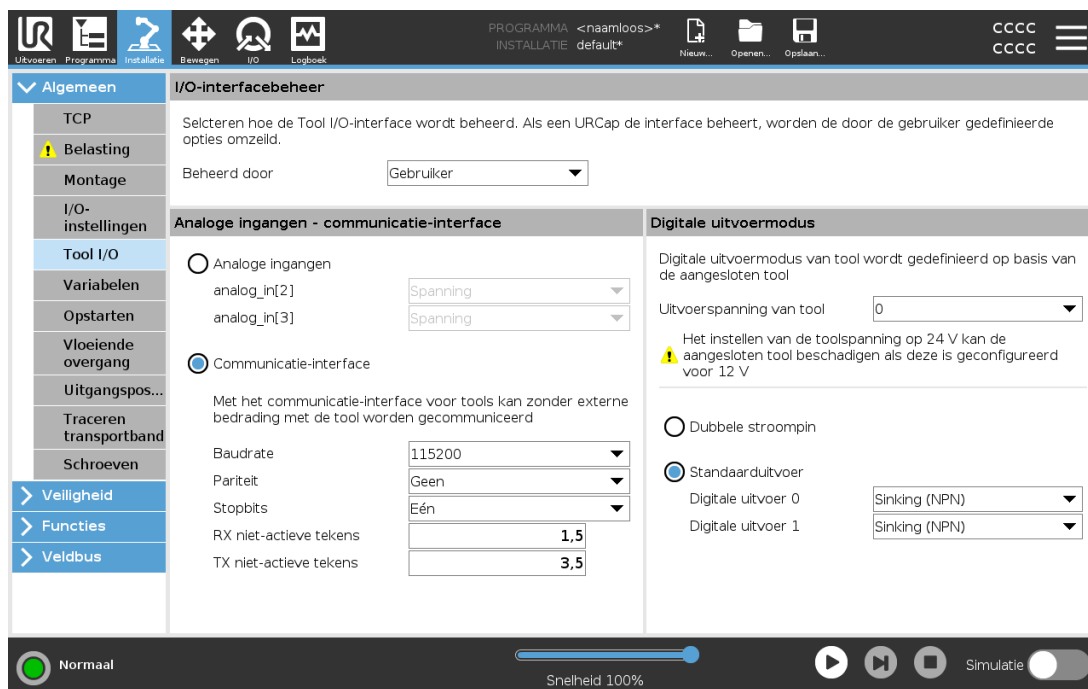 Uitvoeren
Programma
Installatie
Bewegen
I/O
Logboek
PROGRAMMA <naamloos>*
INSTALLATIE default*
Nieuw...
Openen...
Opslaan...
CCCC
CCCC
Algemeen
TCP
Belasting
Montage
I/O-
instellingen
Tool I/O
Variabelen
Opstarten
Vloeiende
overgang
Uitgangspos...
Traceren
transportband
Schroeven
Veiligheid
Functies
Veldbus
I/O-interfacebeheer
Selcteren hoe de Tool I/O-interface wordt beheerd. Als een URCap de interface beheert, worden de door de gebruiker gedefinieerde
opties omzeild.
Beheerd door Gebruiker
Analoge ingangen - communicatie-interface
Analoge ingangen
analog_in[2] Spanning
analog_in[3] Spanning
Communicatie-interface
Met het communicatie-interface voor tools kan zonder externe
bedrading met de tool worden gecommuniceerd
Baudrate 115200
Pariteit Geen
Stopbits Eén
RX niet-actieve tekens 1,5
TX niet-actieve tekens 3,5
Digitale uitvoermodus
Digitale uitvoermodus van tool wordt gedefinieerd op basis van
de aangesloten tool
Uitvoerspanning van tool 0
Het instellen van de toolspanning op 24 V kan de
aangesloten tool beschadigen als deze is geconfigureerd
voor 12 V
Dubbele stroompin
Standaarduitvoer
Digitale uitvoer 0 Sinking (NPN)
Digitale uitvoer 1 Sinking (NPN)
Normaal
Snelheid 100%
Simulatie